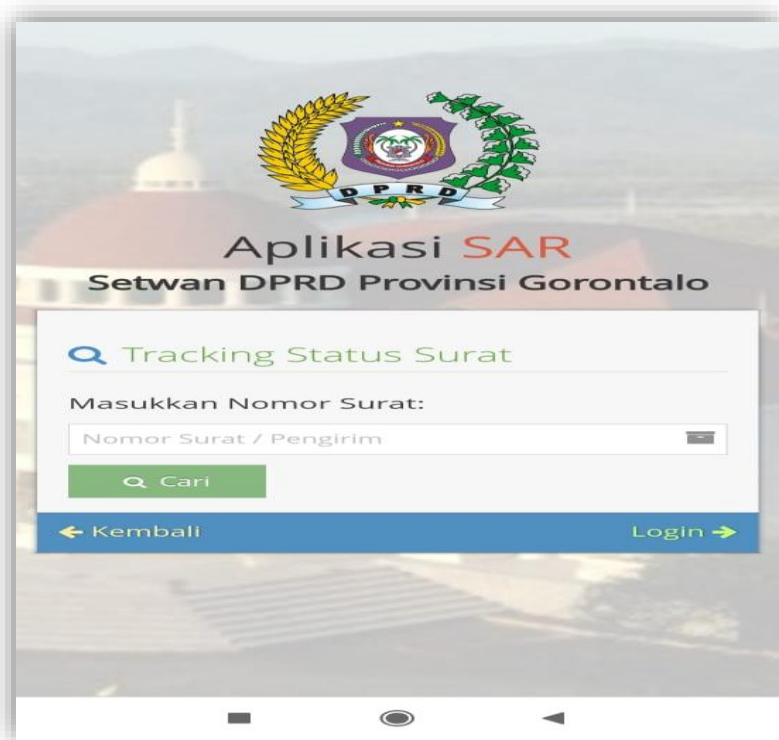 DPRD
Aplikasi SAR
Setwan DPRD Provinsi Gorontalo
Tracking Status Surat
Masukkan Nomor Surat:
Nomor Surat / Pengirim
Cari
Kembali
Login